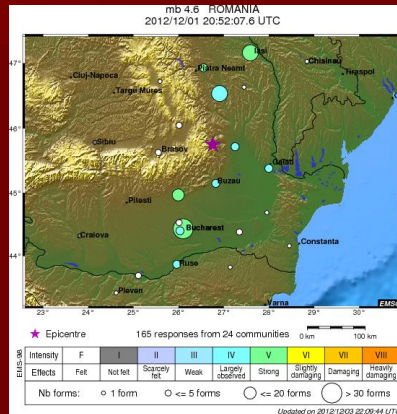 mb 4.6 ROMANIA
2012/12/01 20:52:07.6 UTC
Iasi
Chisinau
47°
Cluj-Napoca
Piatra Neamt
Tiraspol
47°
Targu Mures
46°
Sibiu
Brasov
46°
Galati
Buzau
45°
Pitesti
45°
Bucharest
Craiova
Constanta
44°
Ruse
44°
Pleven
Varna
EMSC
23° 24° 25° 26° 27° 28° 29° 30°
Epicentre
165 responses from 24 communities
0 km 100 km
EMS-98
Intensity F I II III IV V VI VII VIII
Effects Felt Not felt Scarcely felt Weak Largely observed Strong Slightly damaging Damaging Heavily damaging
Nb forms: 1 form <= 5 forms <= 20 forms > 30 forms
Updated on 2012/12/03 22:09:44 UTC